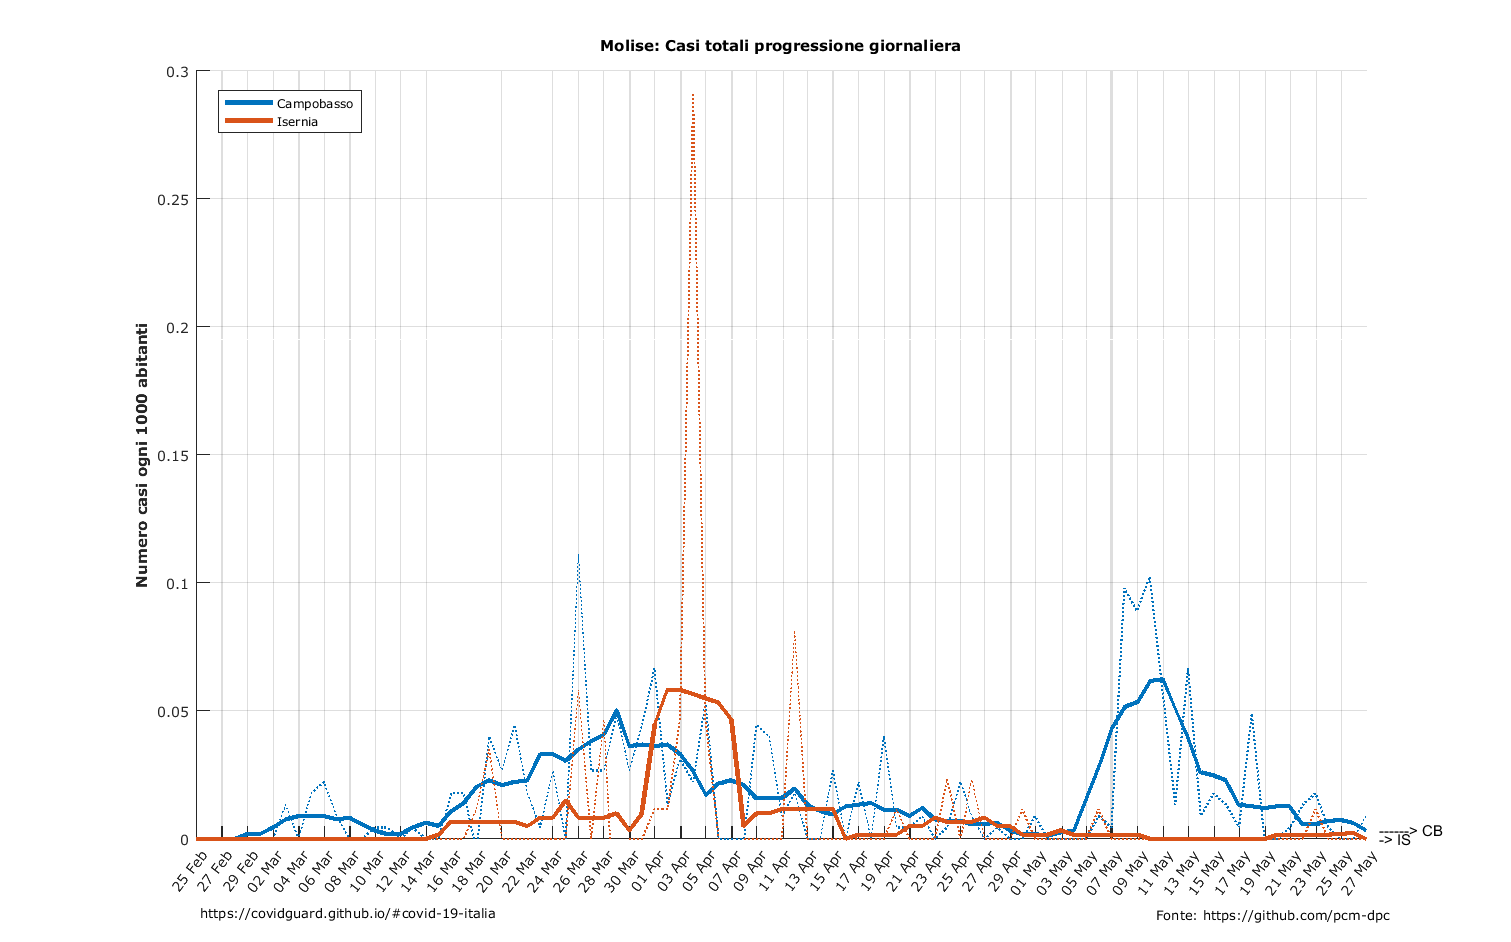 Molise: Casi totali progressione giornaliera
Campobasso
Isernia
Numero casi ogni 1000 abitanti
0.3
0.25
0.2
0.15
0.1
0.05
0
25 Feb
27 Feb
29 Feb
02 Mar
04 Mar
06 Mar
08 Mar
10 Mar
12 Mar
14 Mar
16 Mar
18 Mar
20 Mar
22 Mar
24 Mar
26 Mar
28 Mar
30 Mar
01 Apr
03 Apr
05 Apr
07 Apr
09 Apr
11 Apr
13 Apr
15 Apr
17 Apr
19 Apr
21 Apr
23 Apr
25 Apr
27 Apr
29 Apr
01 May
03 May
05 May
07 May
09 May
11 May
13 May
15 May
17 May
19 May
21 May
23 May
25 May
27 May
------> CB
-> IS
https://covidguard.github.io/#covid-19-italia
Fonte: https://github.com/pcm-dpc